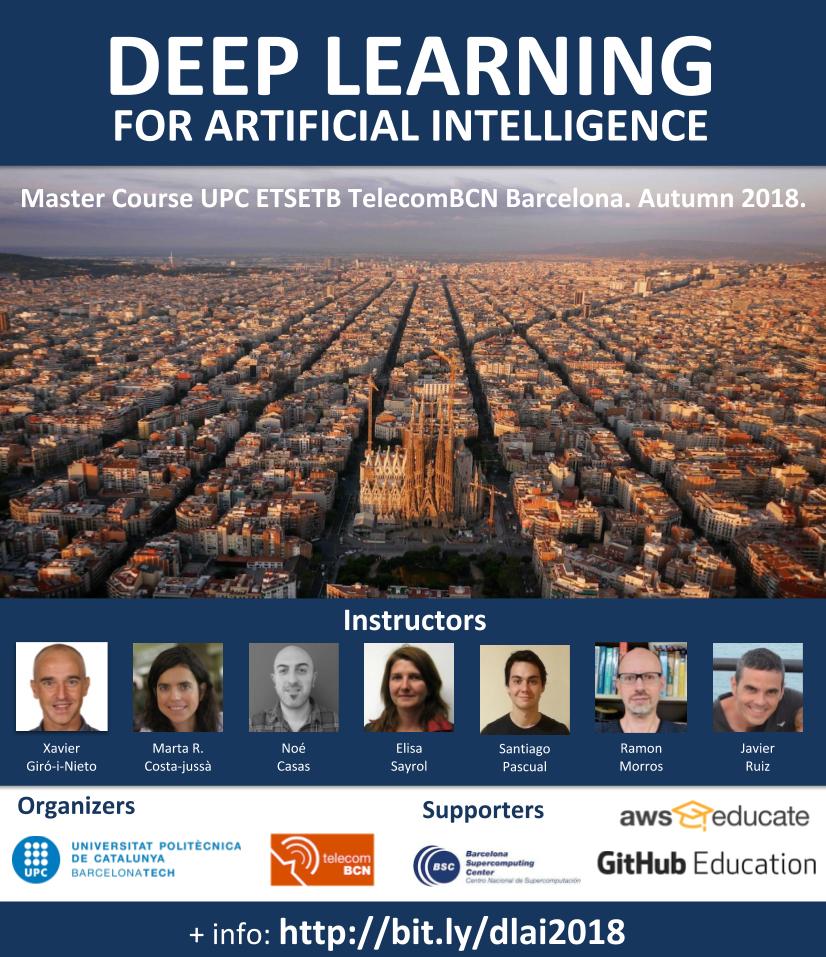 DEEP LEARNING
FOR ARTIFICIAL INTELLIGENCE
Master Course UPC ETSETB TelecomBCN Barcelona. Autumn 2018.
Instructors
Xavier
Giró-i-Nieto
Marta R.
Costa-jussà
Noé
Casas
Elisa
Sayrol
Santiago
Pascual
Ramon
Morros
Javier
Ruiz
Organizers
UPC
UNIVERSITAT POLITÈCNICA
DE CATALUNYA
BARCELONATECH
telecom
BCN
Supporters
BSC
Barcelona
Supercomputing
Center
Centro Nacional de Supercomputación
aws educate
GitHub Education
+ info: http://bit.ly/dlai2018